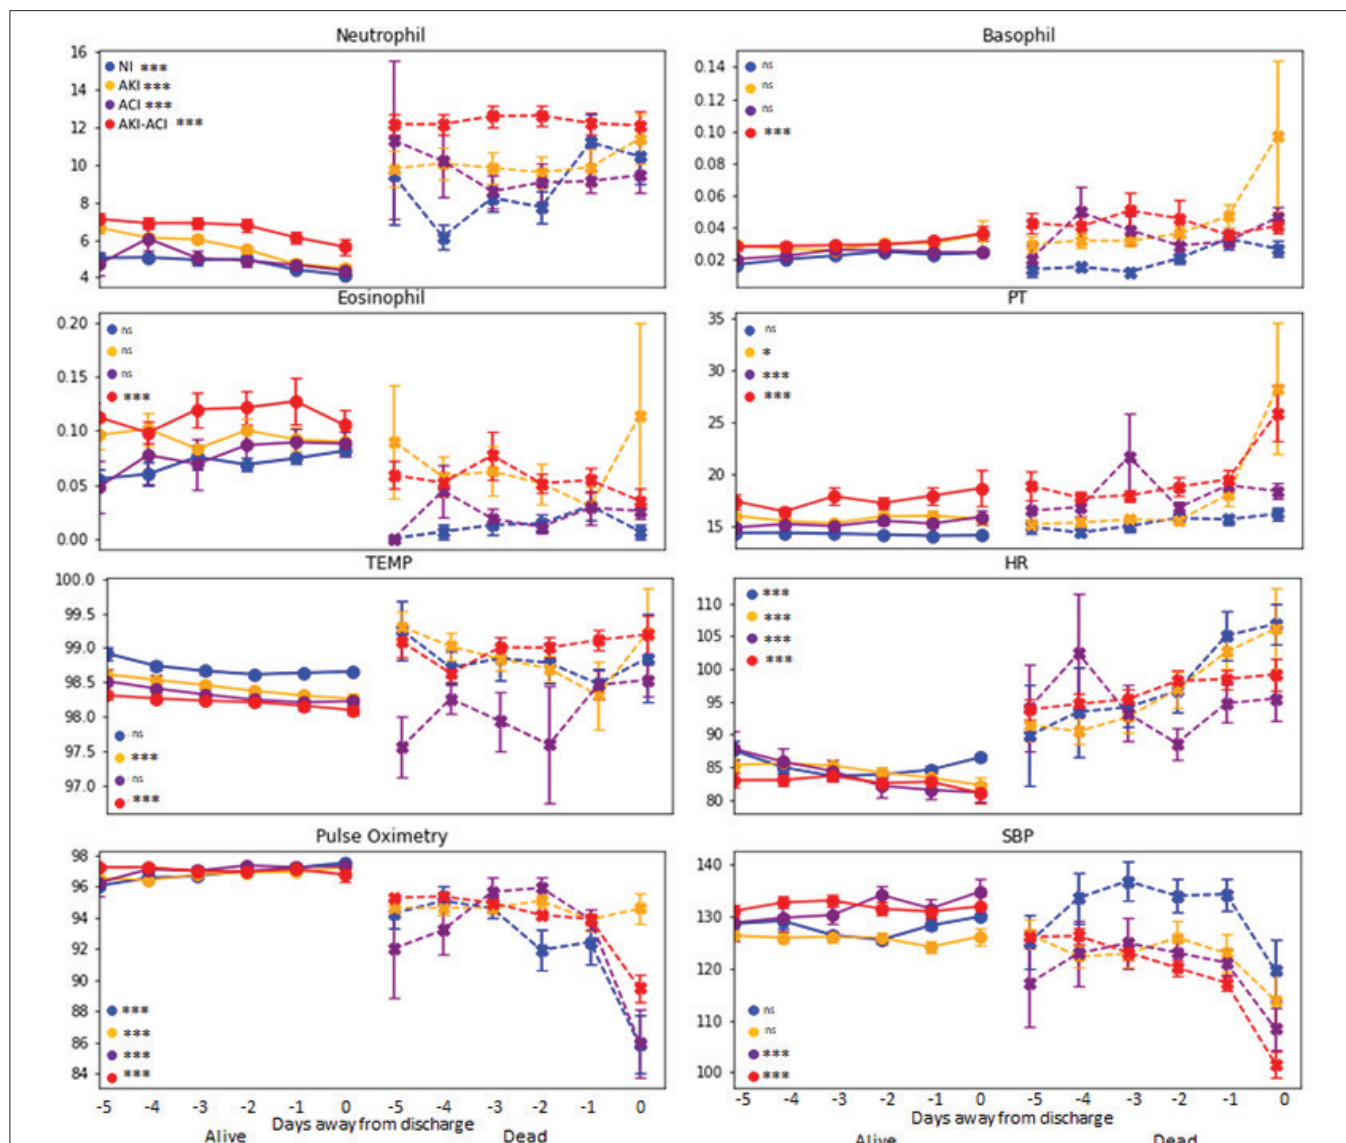 Neutrophil
16
14
12
10
8
6
4
NI ***
AKI ***
ACI ***
AKI-ACI ***
Basophil
0.14
0.12
0.10
0.08
0.06
0.04
0.02
ns
ns
ns
***
Eosinophil
0.20
0.15
0.10
0.05
0.00
ns
ns
ns
***
PT
35
30
25
20
15
ns
*
***
***
TEMP
100.0
99.5
99.0
98.5
98.0
97.5
97.0
ns
***
ns
***
HR
110
105
100
95
90
85
80
***
***
***
***
Pulse Oximetry
98
96
94
92
90
88
86
84
***
***
***
***
-5 -4 -3 -2 -1 0 -5 -4 -3 -2 -1 0
Days away from discharge
Alive Dead
SBP
140
130
120
110
100
ns
ns
***
***
-5 -4 -3 -2 -1 0 -5 -4 -3 -2 -1 0
Days away from discharge
Alive Dead